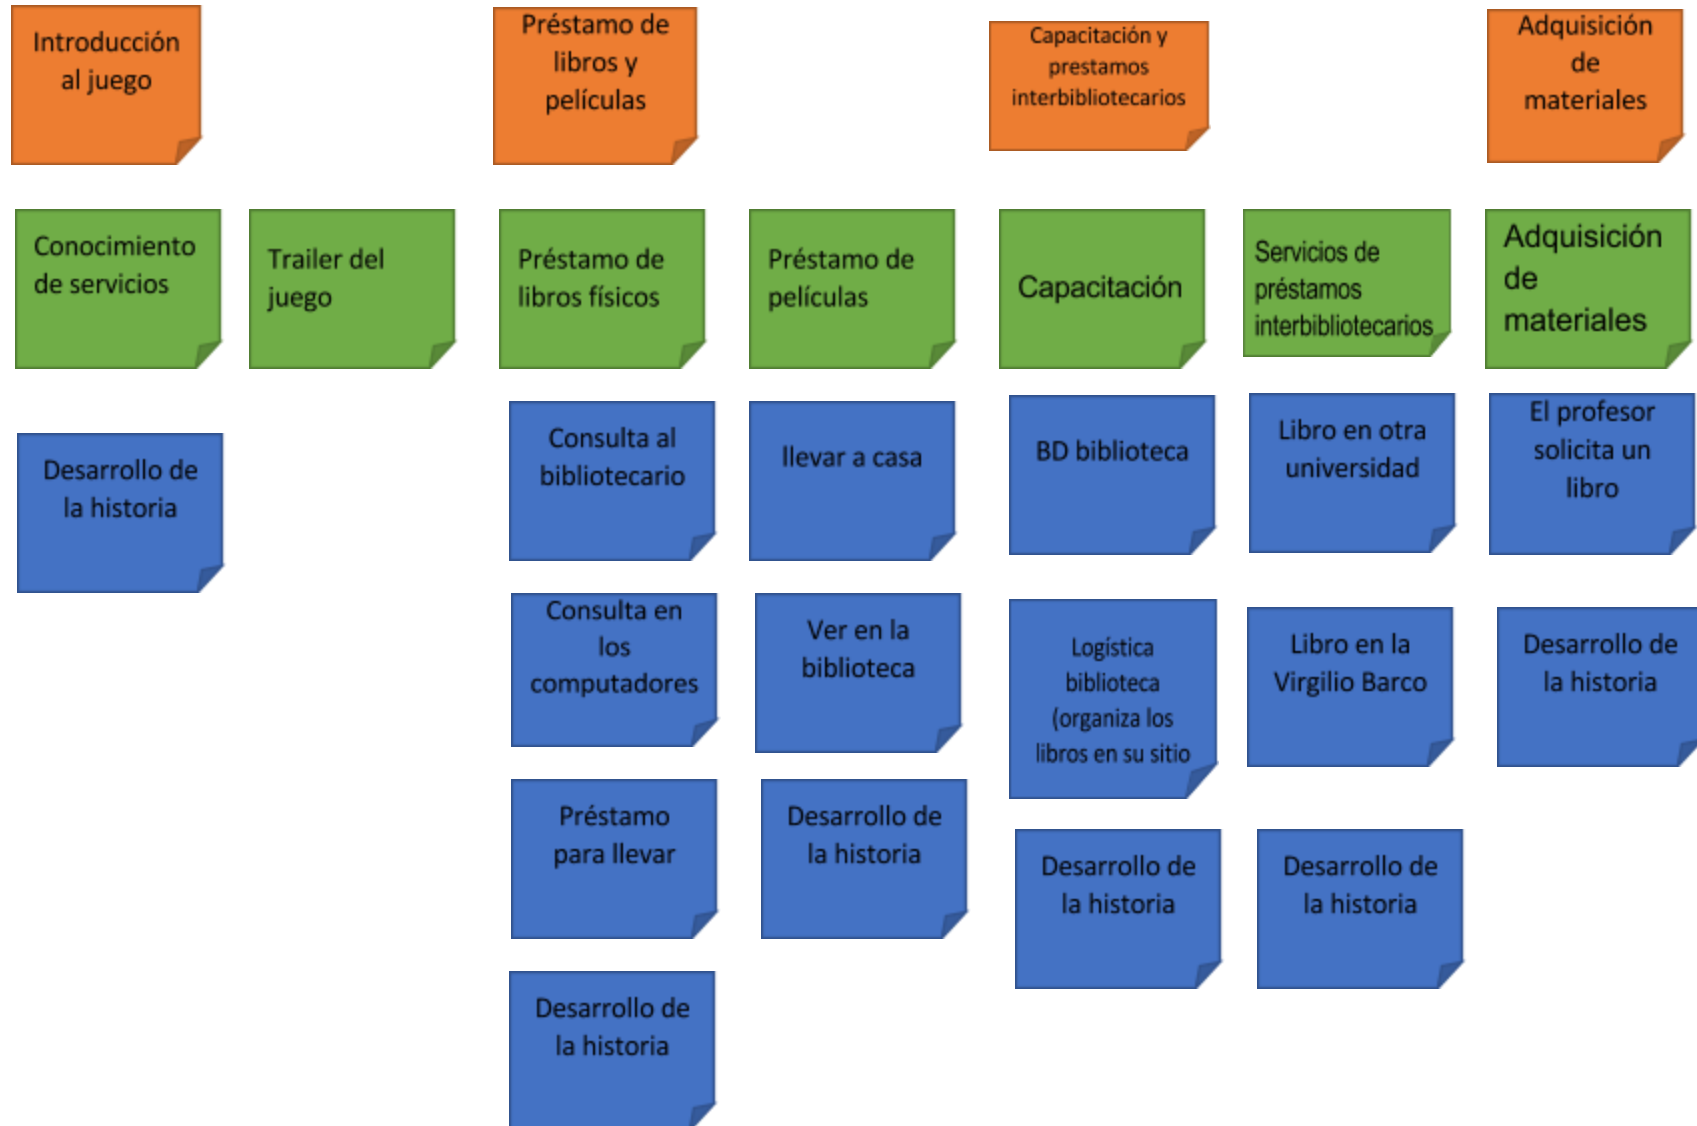 Introducción
al juego
Préstamo de
libros y
películas
Capacitación y
prestamos
interbibliotecarios
Adquisición
de
materiales
Conocimiento
de servicios
Trailer del
juego
Préstamo de
libros físicos
Préstamo de
películas
Capacitación
Servicios de
préstamos
interbibliotecarios
Adquisición
de
materiales
Desarrollo de
la historia
Consulta al
bibliotecario
llevar a casa
BD biblioteca
Libro en otra
universidad
El profesor
solicita un
libro
Consulta en
los
computadores
Ver en la
biblioteca
Logística
biblioteca
(organiza los
libros en su sitio
Libro en la
Virgilio Barco
Desarrollo de
la historia
Préstamo
para llevar
Desarrollo de
la historia
Desarrollo de
la historia
Desarrollo de
la historia
Desarrollo de
la historia